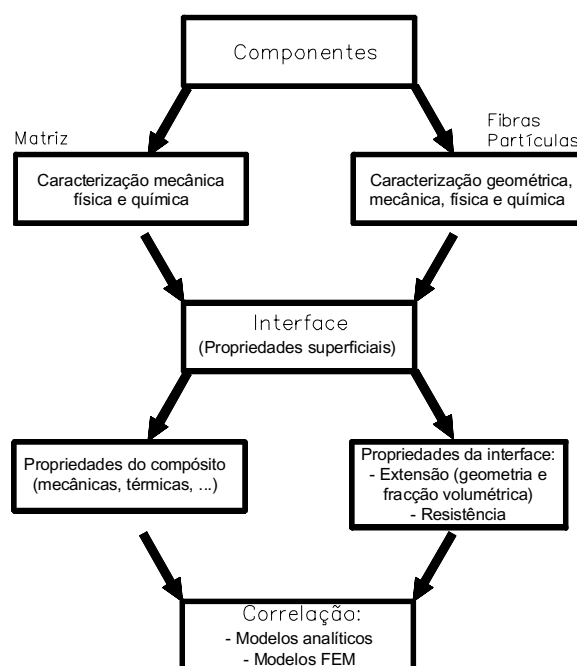 Componentes
Matriz
Fibras
Partículas
Caracterização mecânica
física e química
Caracterização geométrica,
mecânica, física e química
Interface
(Propriedades superficiais)
Propriedades do compósito
(mecânicas, térmicas, ...)
Propriedades da interface:
- Extensão (geometria e
fracção volumétrica)
- Resistência
Correlação:
- Modelos analíticos
- Modelos FEM